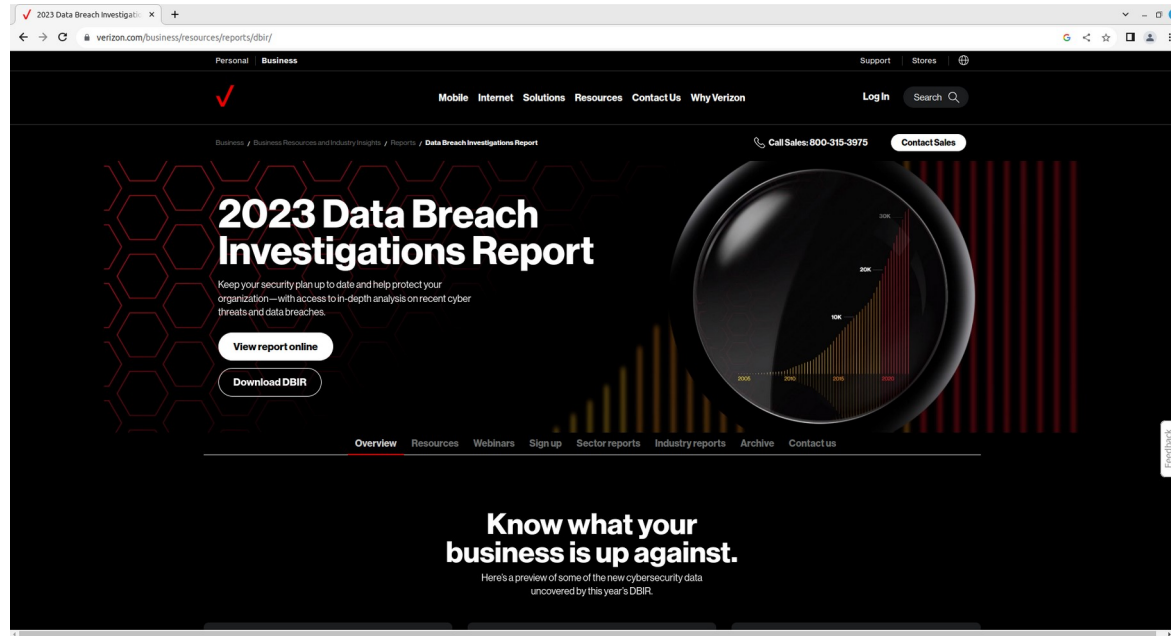 2023 Data Breach Investigatio
verizon.com/business/resources/reports/dbir/
Personal Business Support Stores
Mobile Internet Solutions Resources Contact Us Why Verizon Log In Search
Business / Business Resources and Industry Insights / Reports / Data Breach Investigations Report Call Sales: 800-315-3975 Contact Sales
2023 Data Breach
Investigations Report
Keep your security plan up to date and help protect your
organization—with access to in-depth analysis on recent cyber
threats and data breaches.
View report online
Download DBIR
30K
20K
10K
2005 2010 2015 2020
Overview Resources Webinars Sign up Sector reports Industry reports Archive Contact us
Feedback
Know what your
business is up against.
Here's a preview of some of the new cybersecurity data
uncovered by this year's DBIR.